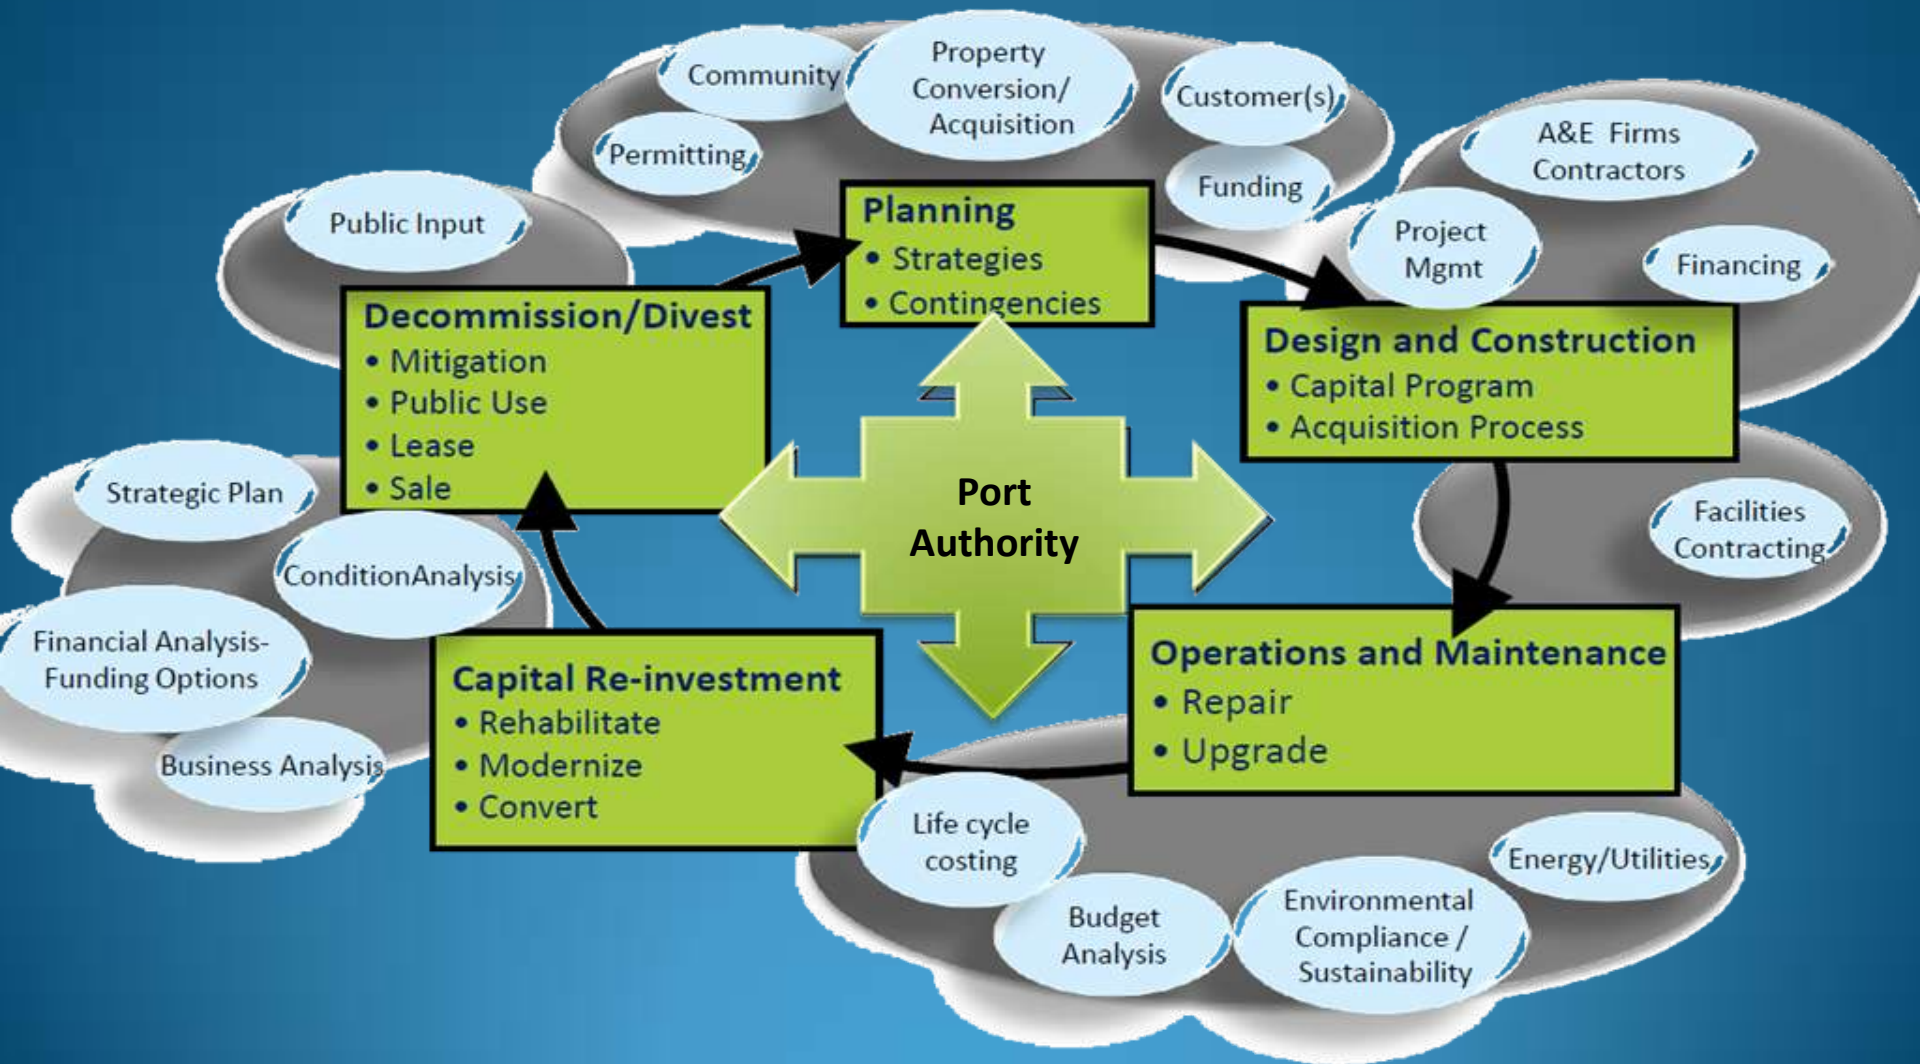 Community
Property
Conversion/
Acquisition
Customer(s)
Permitting
Funding
A&E Firms
Contractors
Project
Mgmt
Financing
Public Input
Planning
• Strategies
• Contingencies
Decommission/Divest
• Mitigation
• Public Use
• Lease
• Sale
Design and Construction
• Capital Program
• Acquisition Process
Port
Authority
Strategic Plan
ConditionAnalysis
Financial Analysis-
Funding Options
Business Analysis
Facilities
Contracting
Capital Re-investment
• Rehabilitate
• Modernize
• Convert
Operations and Maintenance
• Repair
• Upgrade
Life cycle
costing
Budget
Analysis
Environmental
Compliance /
Sustainability
Energy/Utilities